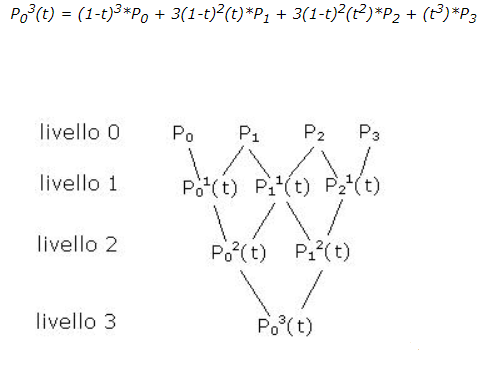 P₀³(t) = (1-t)³*P₀ + 3(1-t)²(t)*P₁ + 3(1-t)²(t²)*P₂ + (t³)*P₃
livello 0 P₀ P₁ P₂ P₃
livello 1 P₀¹(t) P₁¹(t) P₂¹(t)
livello 2 P₀²(t) P₁²(t)
livello 3 P₀³(t)